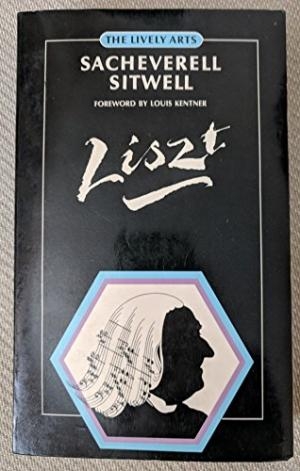 THE LIVELY ARTS
SACHEVERELL
SITWELL
FOREWORD BY LOUIS KENTNER
Liszt